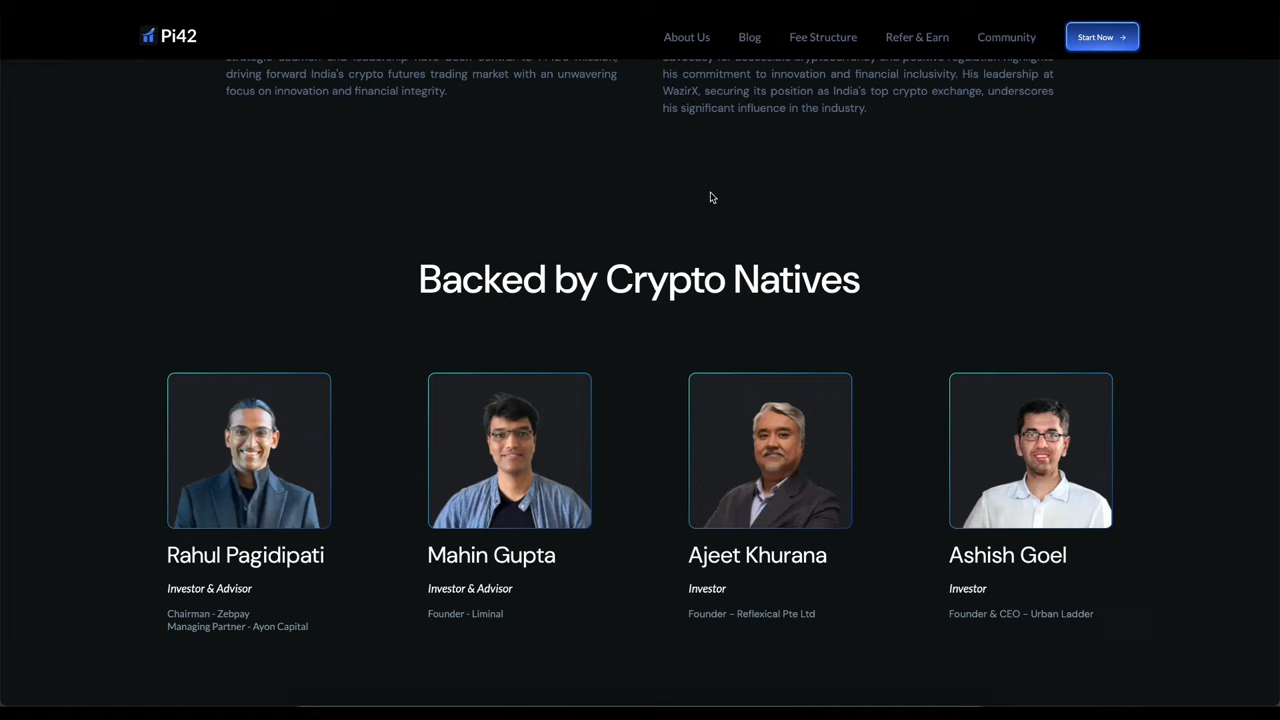 Pi42
About Us Blog Fee Structure Refer & Earn Community Start Now →
driving forward India's crypto futures trading market with an unwavering
focus on innovation and financial integrity.
his commitment to innovation and financial inclusivity. His leadership at
WazirX, securing its position as India's top crypto exchange, underscores
his significant influence in the industry.
Backed by Crypto Natives
Rahul Pagidipati
Investor & Advisor
Chairman - Zebpay
Managing Partner - Ayon Capital
Mahin Gupta
Investor & Advisor
Founder - Liminal
Ajeet Khurana
Investor
Founder – Reflexical Pte Ltd
Ashish Goel
Investor
Founder & CEO – Urban Ladder